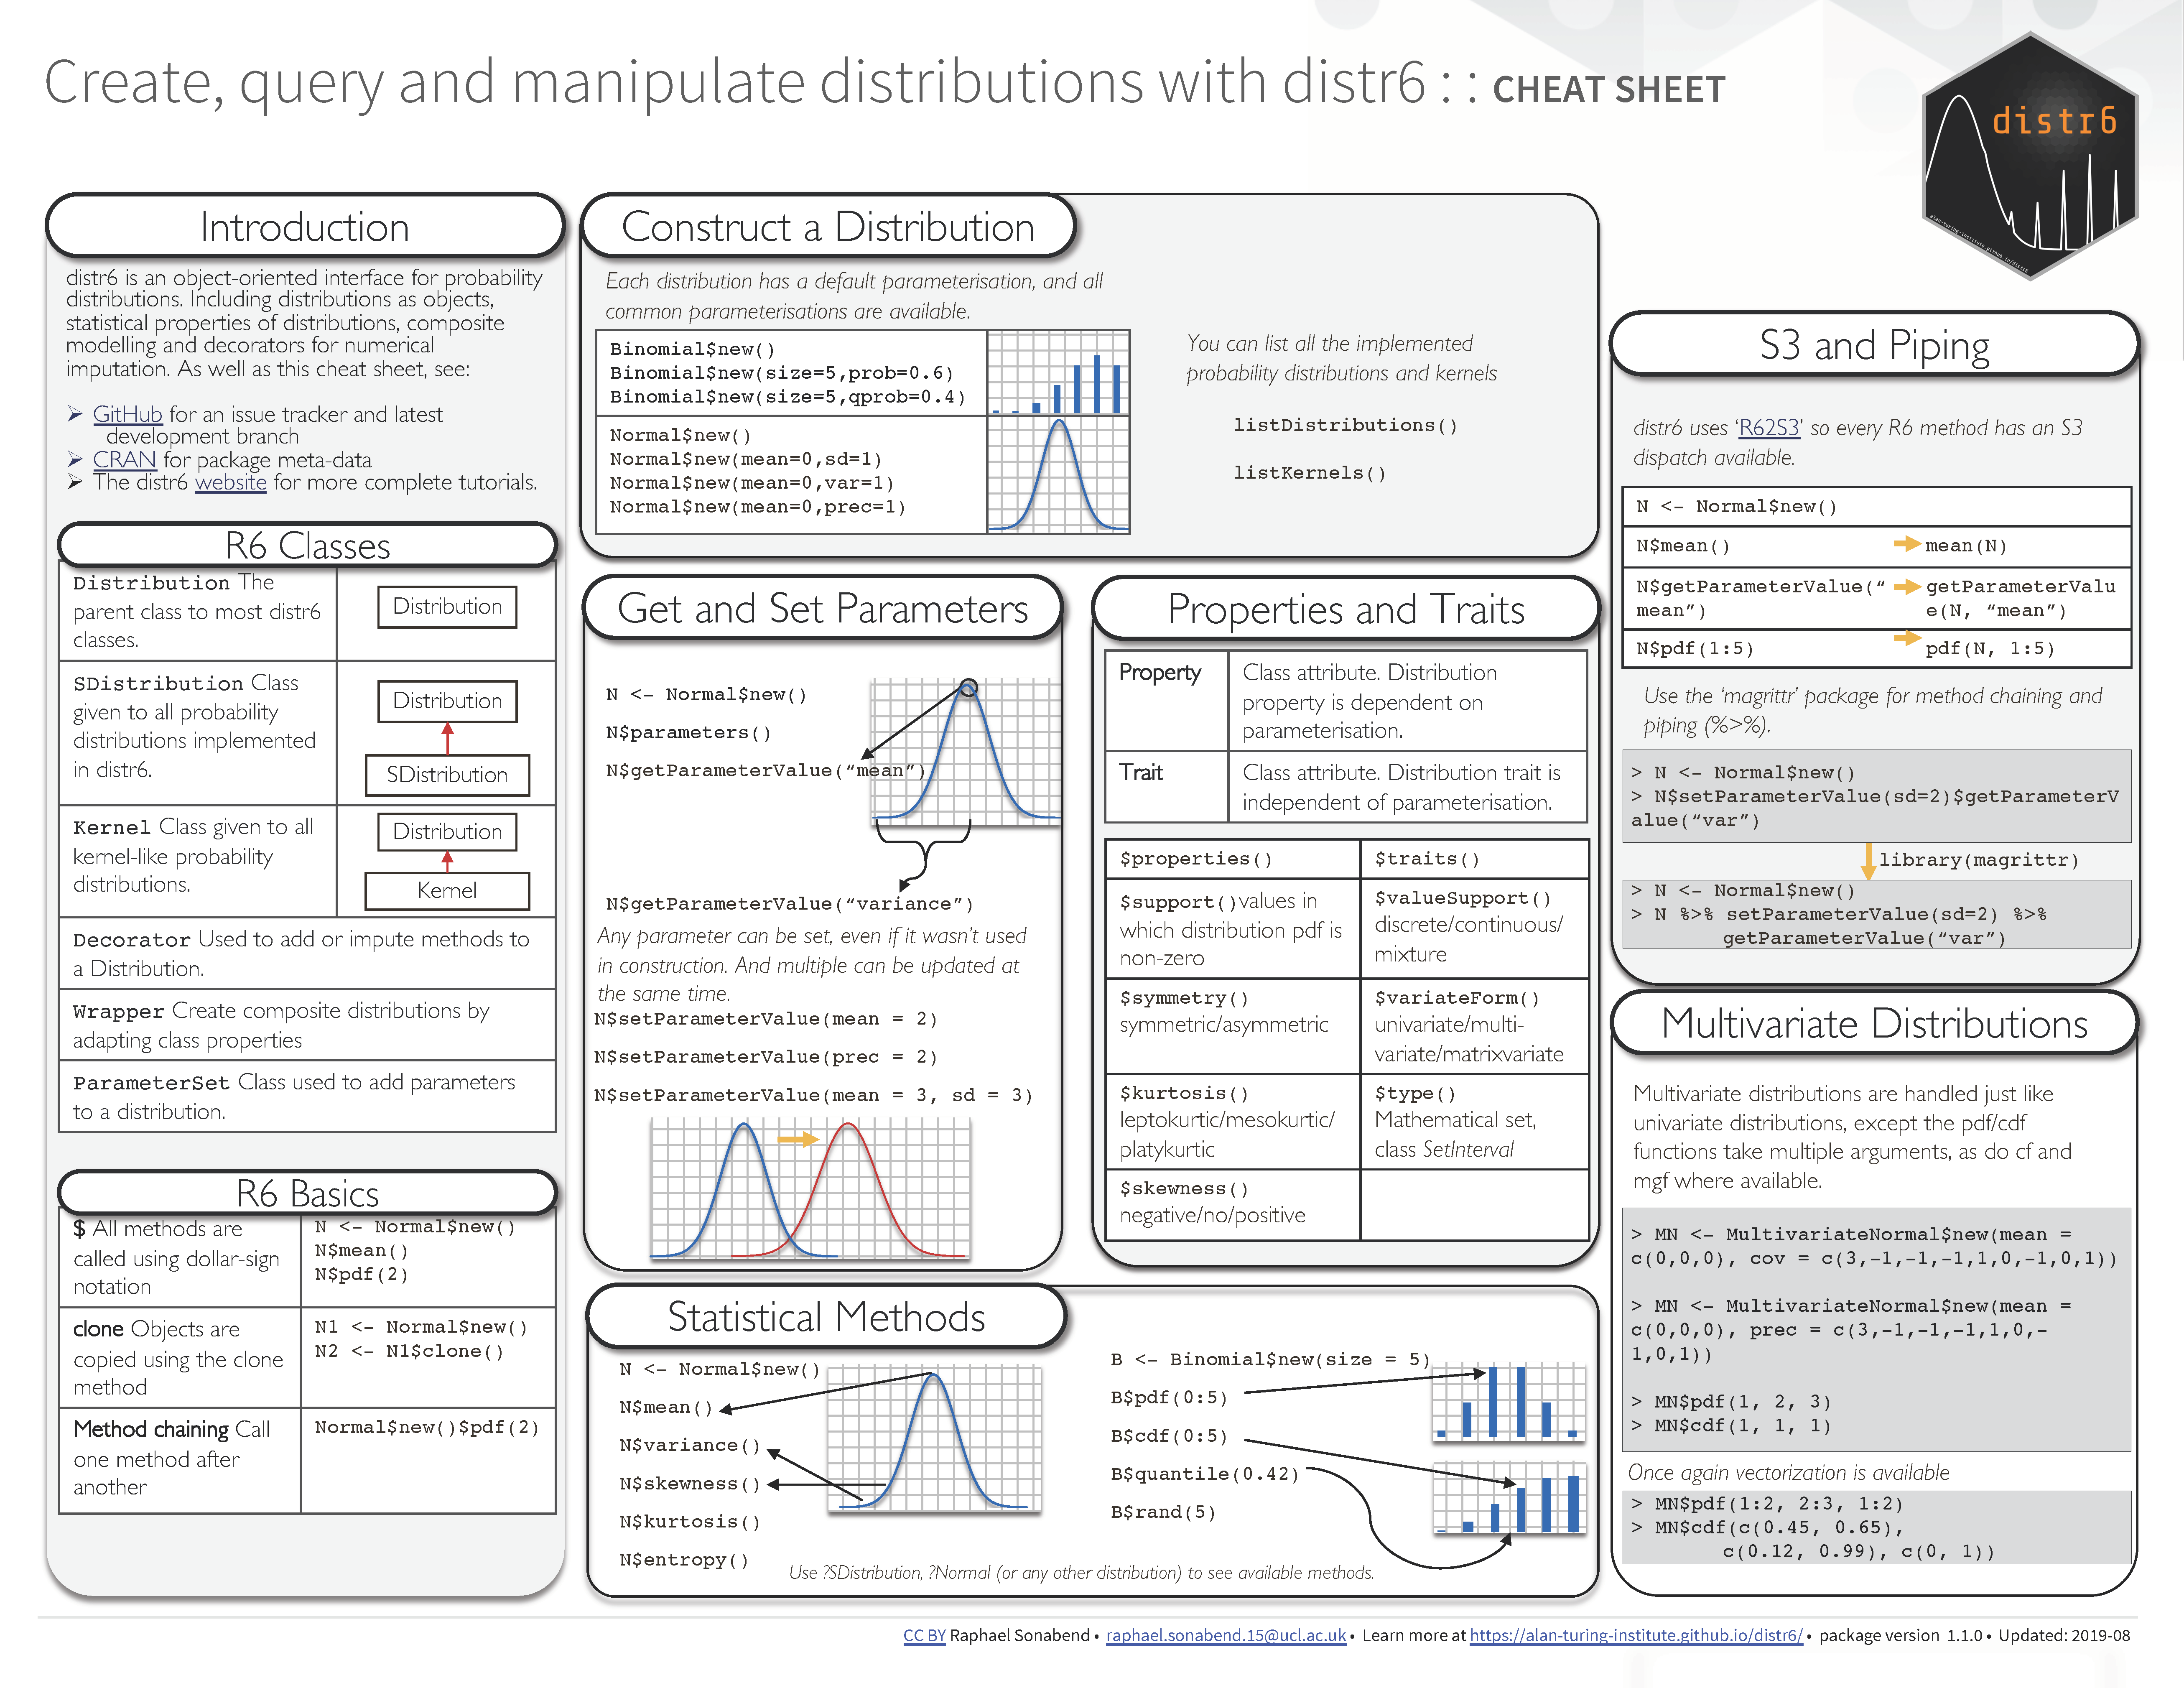 Create, query and manipulate distributions with distr6 : : CHEAT SHEET
distr6
alan-turing-institute.github.io/distr6
Introduction
distr6 is an object-oriented interface for probability
distributions. Including distributions as objects,
statistical properties of distributions, composite
modelling and decorators for numerical
imputation. As well as this cheat sheet, see:
➢ GitHub for an issue tracker and latest
development branch
➢ CRAN for package meta-data
➢ The distr6 website for more complete tutorials.
R6 Classes
Distribution The
parent class to most distr6
classes.
Distribution
SDistribution Class
given to all probability
distributions implemented
in distr6.
Distribution
SDistribution
Kernel Class given to all
kernel-like probability
distributions.
Distribution
Kernel
Decorator Used to add or impute methods to
a Distribution.
Wrapper Create composite distributions by
adapting class properties
ParameterSet Class used to add parameters
to a distribution.
R6 Basics
$ All methods are
called using dollar-sign
notation
N <- Normal$new()
N$mean()
N$pdf(2)
clone Objects are
copied using the clone
method
N1 <- Normal$new()
N2 <- N1$clone()
Method chaining Call
one method after
another
Normal$new()$pdf(2)
Construct a Distribution
Each distribution has a default parameterisation, and all
common parameterisations are available.
Binomial$new()
Binomial$new(size=5,prob=0.6)
Binomial$new(size=5,qprob=0.4)
Normal$new()
Normal$new(mean=0,sd=1)
Normal$new(mean=0,var=1)
Normal$new(mean=0,prec=1)
You can list all the implemented
probability distributions and kernels
listDistributions()
listKernels()
Get and Set Parameters
N <- Normal$new()
N$parameters()
N$getParameterValue(“mean”)
N$getParameterValue(“variance”)
Any parameter can be set, even if it wasn’t used
in construction. And multiple can be updated at
the same time.
N$setParameterValue(mean = 2)
N$setParameterValue(prec = 2)
N$setParameterValue(mean = 3, sd = 3)
Properties and Traits
Property
Class attribute. Distribution
property is dependent on
parameterisation.
Trait
Class attribute. Distribution trait is
independent of parameterisation.
$properties()
$traits()
$support()values in
which distribution pdf is
non-zero
$valueSupport()
discrete/continuous/
mixture
$symmetry()
symmetric/asymmetric
$variateForm()
univariate/multi-
variate/matrixvariate
$kurtosis()
leptokurtic/mesokurtic/
platykurtic
$type()
Mathematical set,
class SetInterval
$skewness()
negative/no/positive
Statistical Methods
N <- Normal$new()
N$mean()
N$variance()
N$skewness()
N$kurtosis()
N$entropy()
B <- Binomial$new(size = 5)
B$pdf(0:5)
B$cdf(0:5)
B$quantile(0.42)
B$rand(5)
Use ?SDistribution, ?Normal (or any other distribution) to see available methods.
S3 and Piping
distr6 uses ‘R62S3’ so every R6 method has an S3
dispatch available.
N <- Normal$new()
N$mean()
mean(N)
N$getParameterValue(“
mean”)
getParameterValu
e(N, “mean”)
N$pdf(1:5)
pdf(N, 1:5)
Use the ‘magrittr’ package for method chaining and
piping (%>%).
> N <- Normal$new()
> N$setParameterValue(sd=2)$getParameterV
alue(“var”)
library(magrittr)
> N <- Normal$new()
> N %>% setParameterValue(sd=2) %>%
getParameterValue(“var”)
Multivariate Distributions
Multivariate distributions are handled just like
univariate distributions, except the pdf/cdf
functions take multiple arguments, as do cf and
mgf where available.
> MN <- MultivariateNormal$new(mean =
c(0,0,0), cov = c(3,-1,-1,-1,1,0,-1,0,1))
> MN <- MultivariateNormal$new(mean =
c(0,0,0), prec = c(3,-1,-1,-1,1,0,-
1,0,1))
> MN$pdf(1, 2, 3)
> MN$cdf(1, 1, 1)
Once again vectorization is available
> MN$pdf(1:2, 2:3, 1:2)
> MN$cdf(c(0.45, 0.65),
c(0.12, 0.99), c(0, 1))
CC BY Raphael Sonabend • raphael.sonabend.15@ucl.ac.uk • Learn more at https://alan-turing-institute.github.io/distr6/ • package version 1.1.0 • Updated: 2019-08